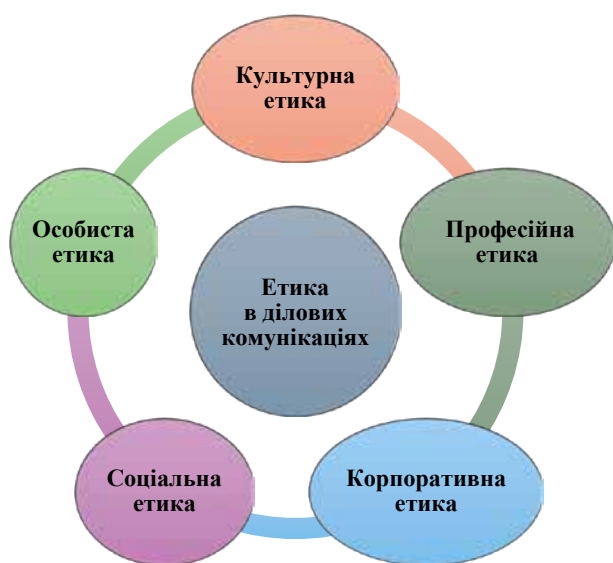 Культурна
етика
Особиста
етика
Професійна
етика
Етика
в ділових
комунікаціях
Соціальна
етика
Корпоративна
етика